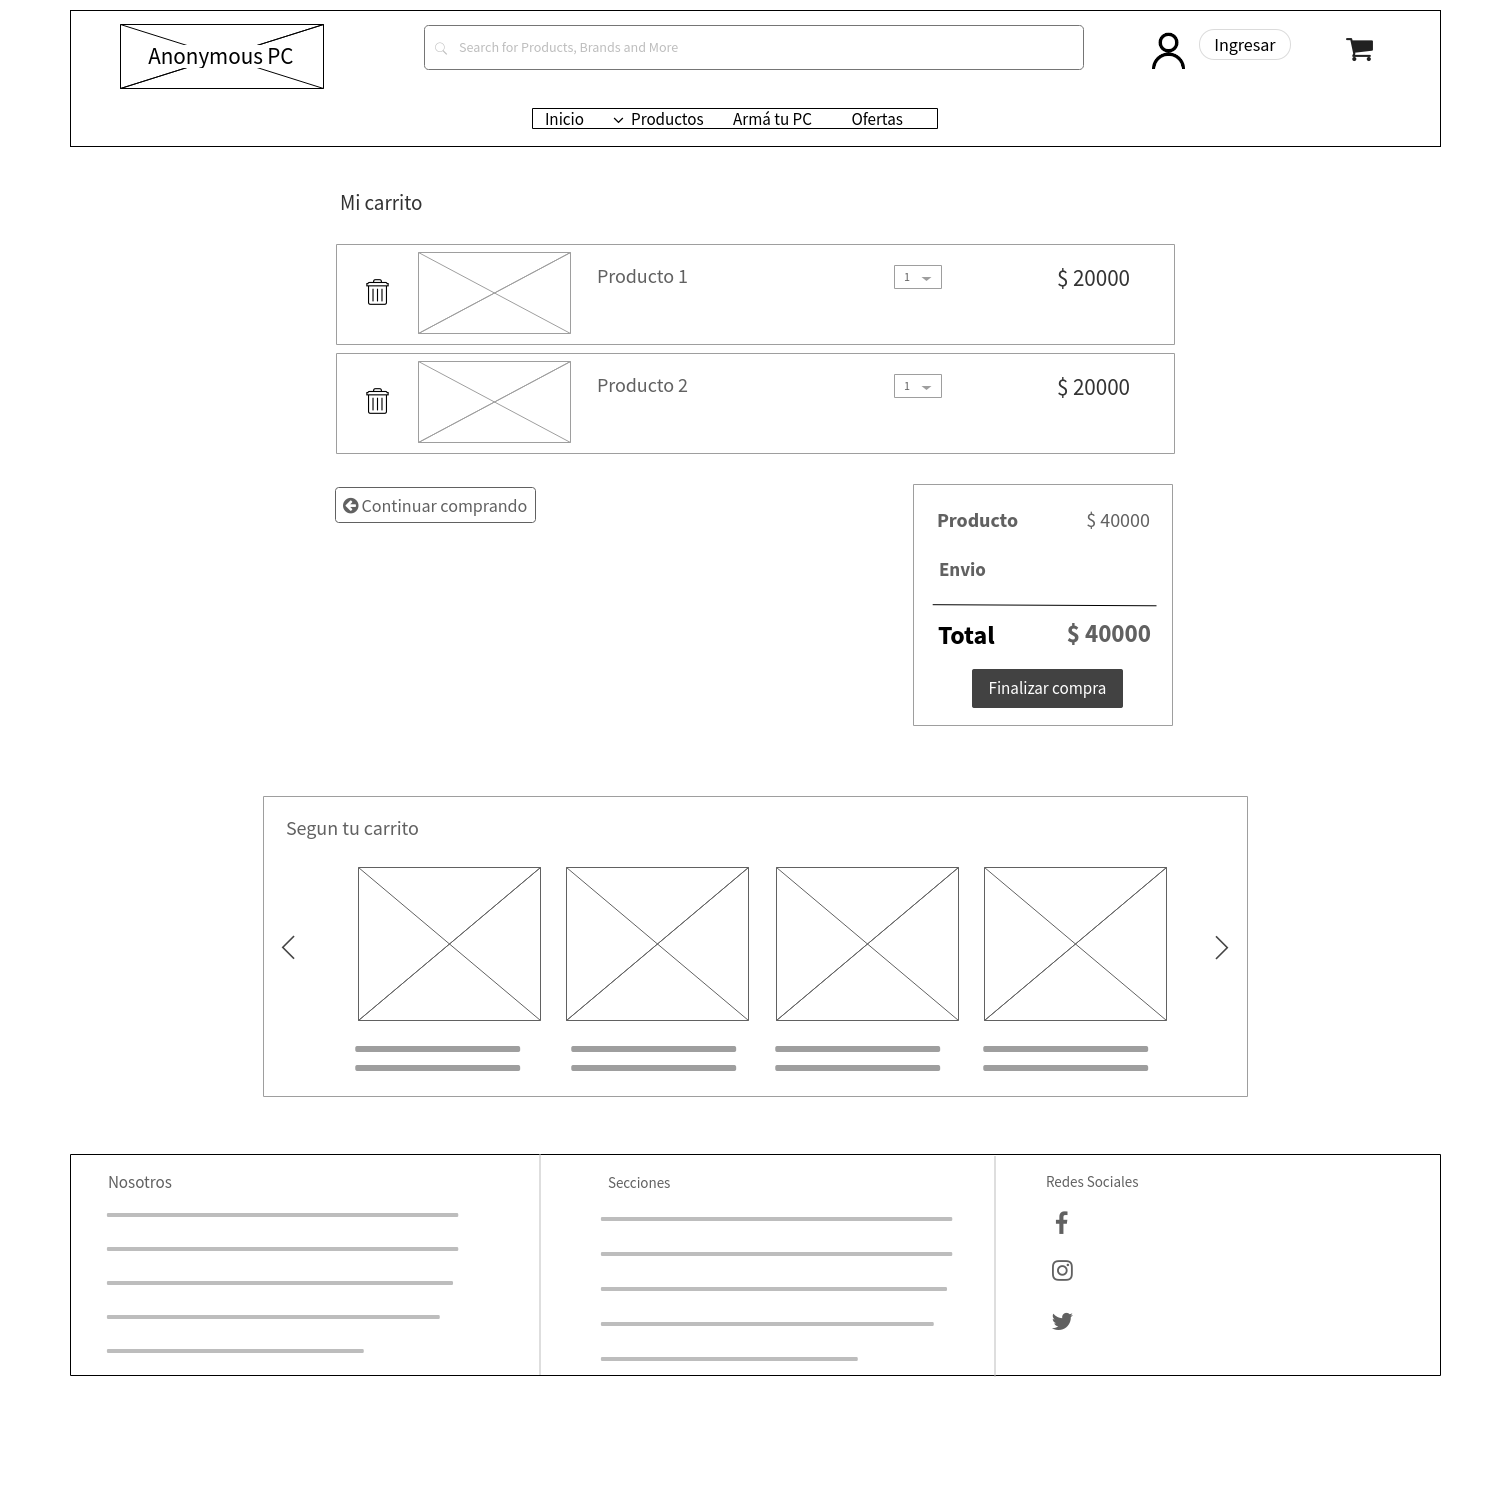 Anonymous PC
Search for Products, Brands and More
Ingresar
Inicio Productos Armá tu PC Ofertas
Mi carrito
Producto 1 1 $ 20000
Producto 2 1 $ 20000
Continuar comprando
Producto $ 40000
Envio
Total $ 40000
Finalizar compra
Segun tu carrito
Nosotros
Secciones
Redes Sociales